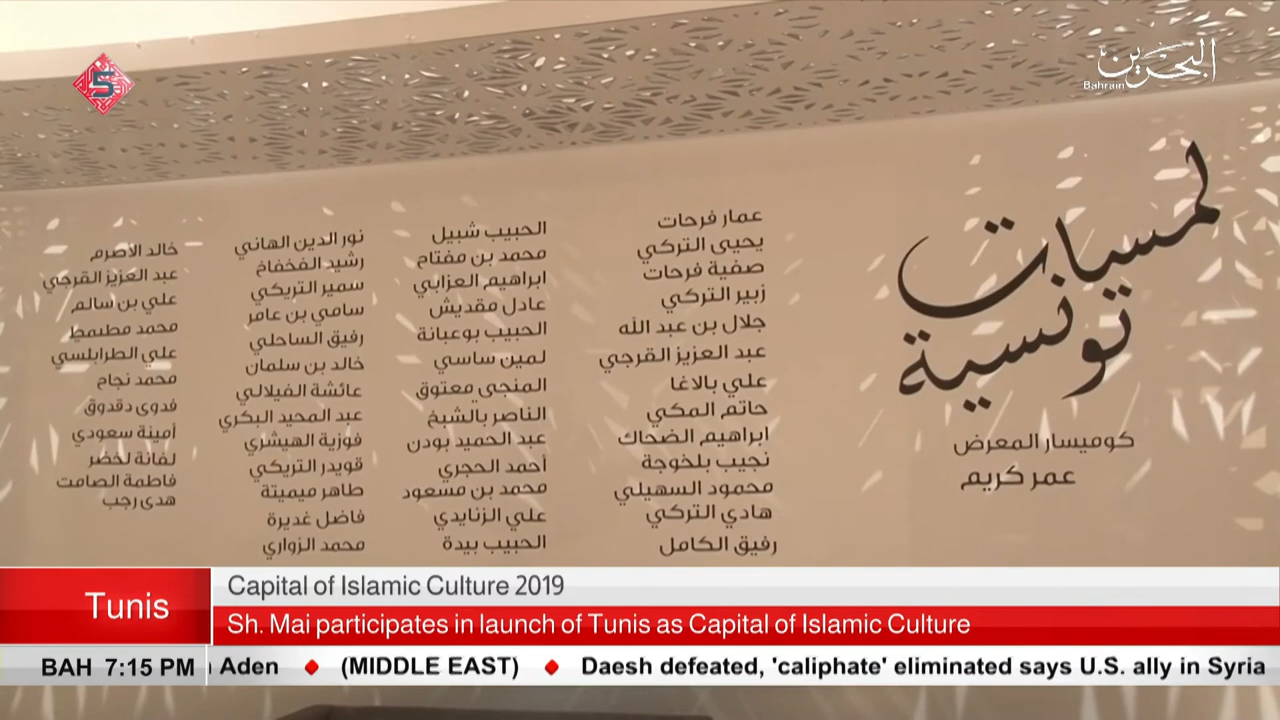 5
البحرين
Bahrain
لمسات
تونسية
كوميسار المعرض
عمر كريم
عمار فرحات
يحيى التركي
صفية فرحات
زبير التركي
جلال بن عبد الله
عبد العزيز القرجي
علي بالاغا
حاتم المكي
ابراهيم الضحاك
نجيب بلخوجة
محمود السهيلي
هادي التركي
رفيق الكامل
الحبيب شبيل
محمد بن مفتاح
ابراهيم العزابي
عادل مقديش
الحبيب بوعبانة
لمين ساسي
المنجي معتوق
الناصر بالشيخ
عبد الحميد بودن
أحمد الحجري
محمد بن مسعود
علي الزنايدي
الحبيب بيدة
نور الدين الهاني
رشيد الفخفاخ
سمير التريكي
سامي بن عامر
رفيق الساحلي
خالد بن سلمان
عائشة الفيلالي
عبد المجيد البكري
فوزية الهيشري
قويدر التريكي
طاهر ميميتة
فاضل غديرة
محمد الزواري
خالد الاصرم
عبد العزيز القرجي
علي بن سالم
محمد مطيمط
علي الطرابلسي
محمد نجاح
فدوى دقدوق
أمينة سعودي
لفانة لخضر
فاطمة الصامت
هدى رجب
Tunis
Capital of Islamic Culture 2019
Sh. Mai participates in launch of Tunis as Capital of Islamic Culture
BAH 7:15 PM Aden (MIDDLE EAST) Daesh defeated, 'caliphate' eliminated says U.S. ally in Syria